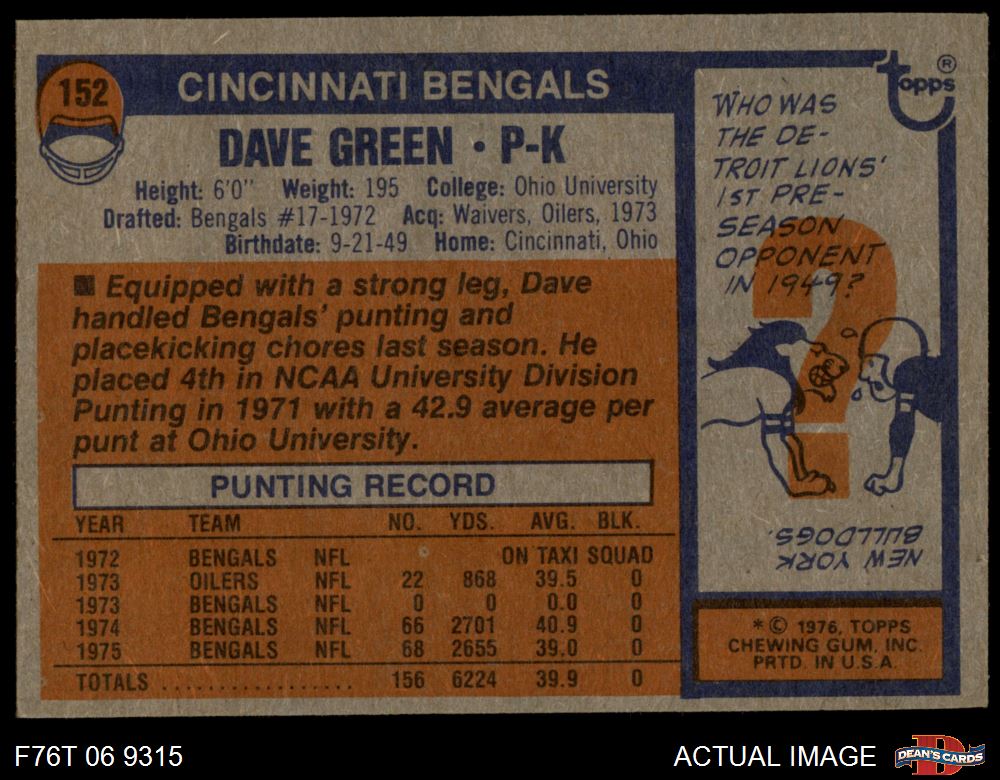 152
CINCINNATI BENGALS
DAVE GREEN • P-K
Height: 6'0" Weight: 195 College: Ohio University
Drafted: Bengals #17-1972 Acq: Waivers, Oilers, 1973
Birthdate: 9-21-49 Home: Cincinnati, Ohio
■ Equipped with a strong leg, Dave
handled Bengals' punting and
placekicking chores last season. He
placed 4th in NCAA University Division
Punting in 1971 with a 42.9 average per
punt at Ohio University.
PUNTING RECORD
YEAR TEAM NO. YDS. AVG. BLK.
1972 BENGALS NFL ON TAXI SQUAD
1973 OILERS NFL 22 868 39.5 0
1973 BENGALS NFL 0 0 0.0 0
1974 BENGALS NFL 66 2701 40.9 0
1975 BENGALS NFL 68 2655 39.0 0
TOTALS .................. 156 6224 39.9 0
topps ®
WHO WAS
THE DE-
TROIT LIONS'
1ST PRE-
SEASON
OPPONENT
IN 1949?
?
NEW YORK
BULLDOGS.
* © 1976, TOPPS
CHEWING GUM, INC.
PRTD. IN U.S.A.
F76T 06 9315
ACTUAL IMAGE
D
DEAN'S CARDS